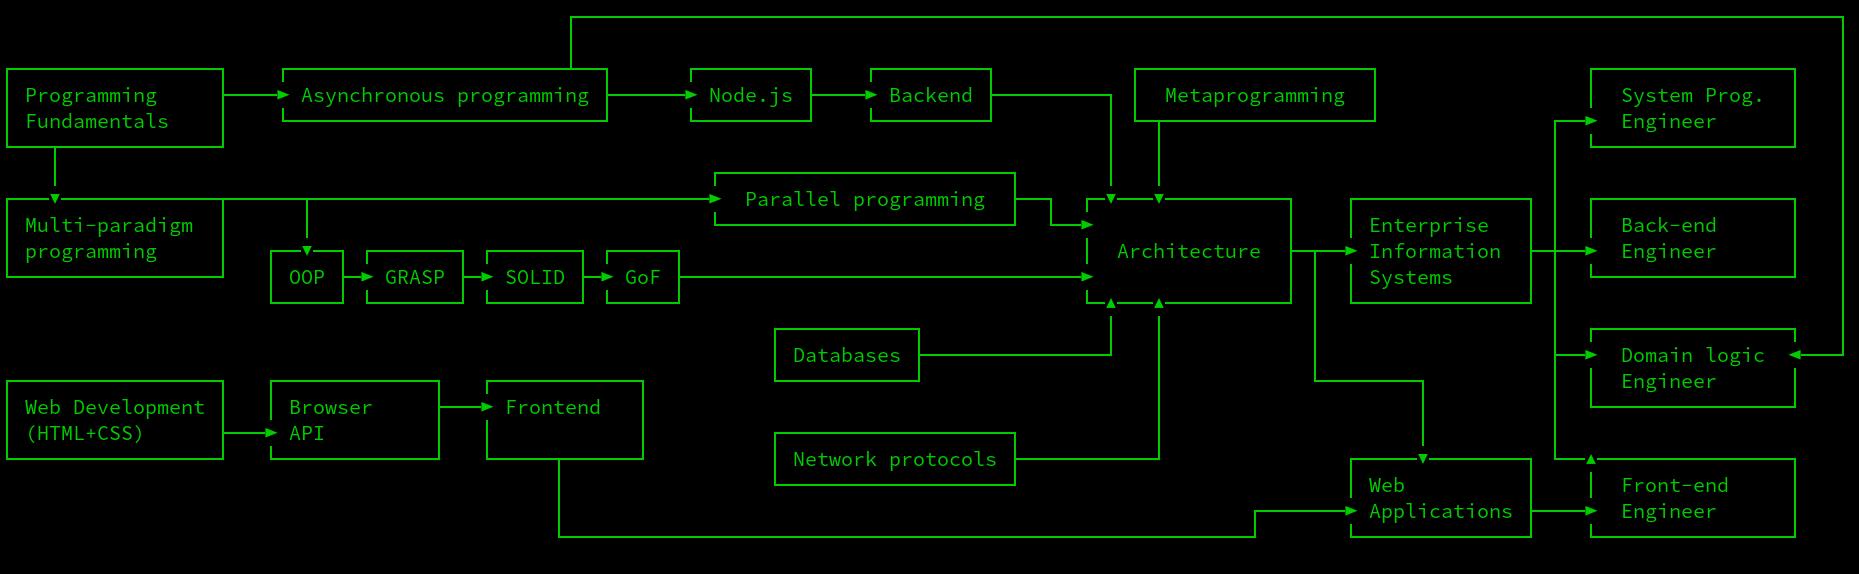 Programming
Fundamentals
Asynchronous programming
Node.js
Backend
Metaprogramming
System Prog.
Engineer
Multi-paradigm
programming
Parallel programming
OOP
GRASP
SOLID
GoF
Architecture
Enterprise
Information
Systems
Back-end
Engineer
Databases
Domain logic
Engineer
Web Development
(HTML+CSS)
Browser
API
Frontend
Network protocols
Web
Applications
Front-end
Engineer